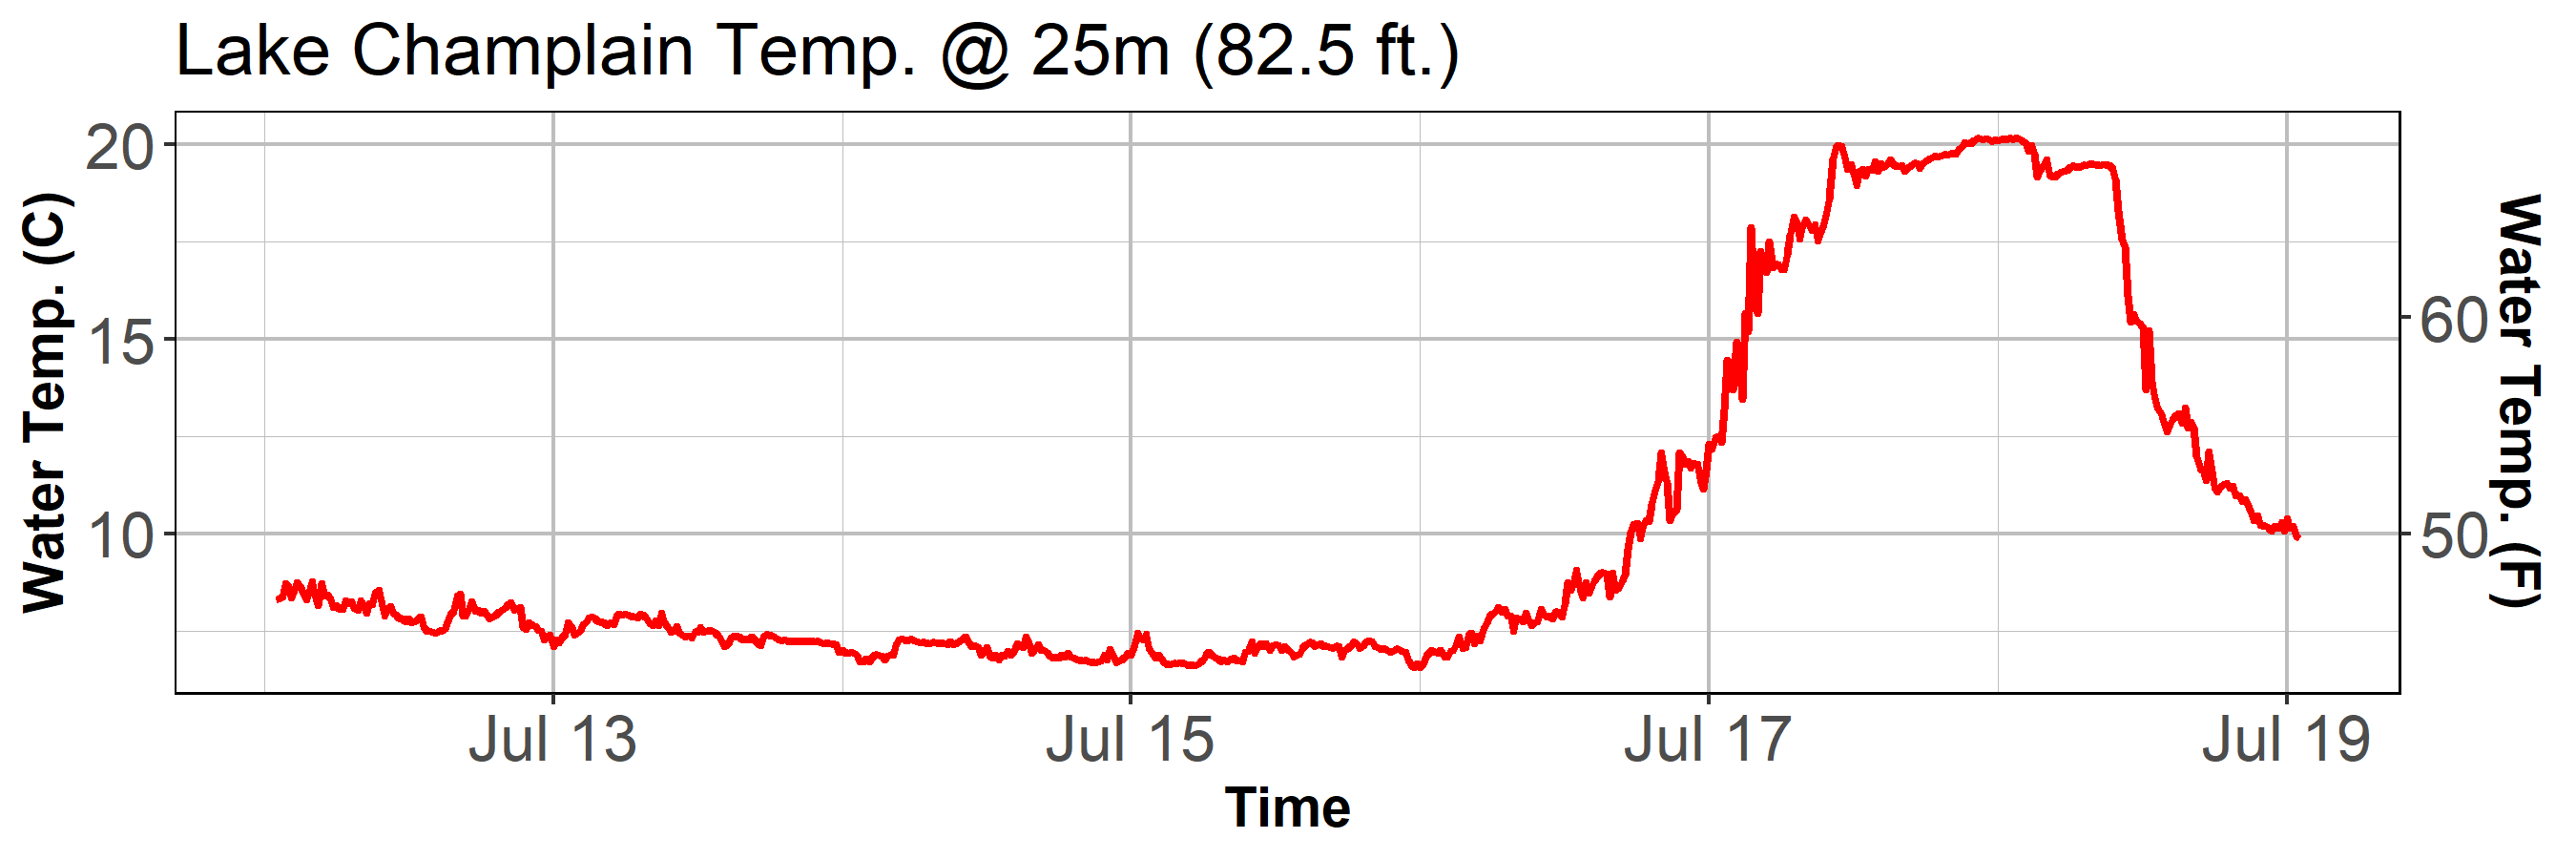 Lake Champlain Temp. @ 25m (82.5 ft.)
Water Temp. (C)
20
15
10
60
50
Water Temp. (F)
Jul 13
Jul 15
Jul 17
Jul 19
Time